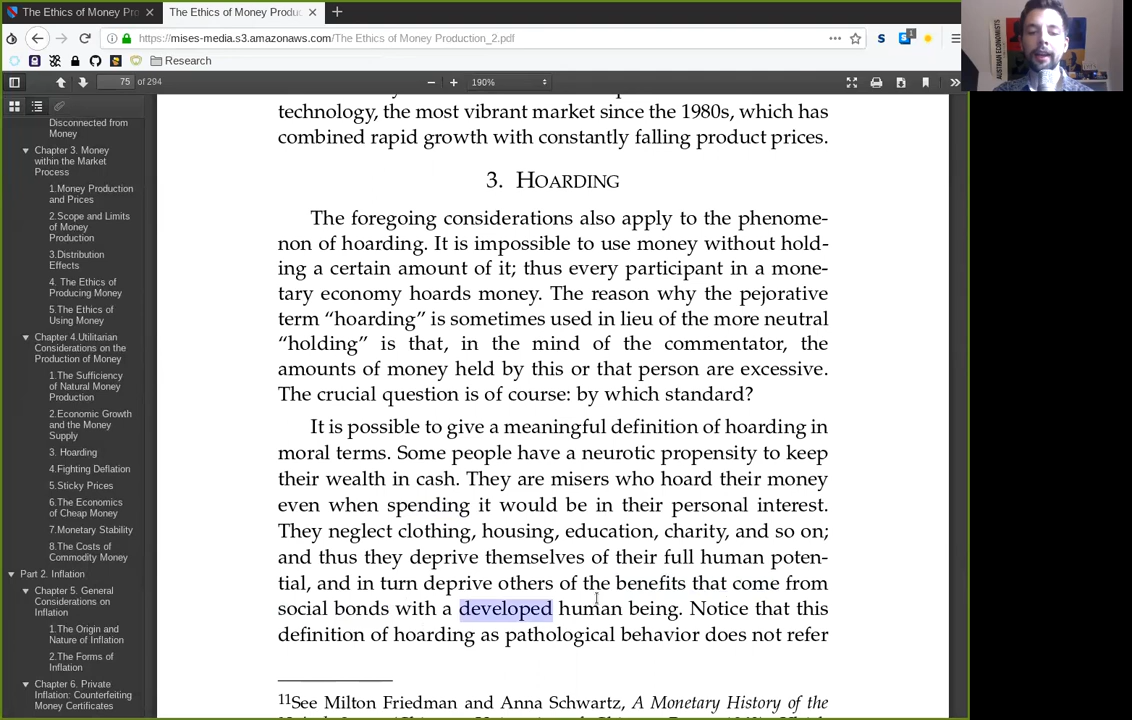 The Ethics of Money Pro
The Ethics of Money Produc
https://mises-media.s3.amazonaws.com/The Ethics of Money Production_2.pdf
S
1
Research
75 of 294
190%
Disconnected from
Money
Chapter 3. Money
within the Market
Process
1.Money Production
and Prices
2.Scope and Limits
of Money
Production
3.Distribution
Effects
4. The Ethics of
Producing Money
5.The Ethics of
Using Money
Chapter 4.Utilitarian
Considerations on the
Production of Money
1.The Sufficiency
of Natural Money
Production
2.Economic Growth
and the Money
Supply
3. Hoarding
4.Fighting Deflation
5.Sticky Prices
6.The Economics
of Cheap Money
7.Monetary Stability
8.The Costs of
Commodity Money
Part 2. Inflation
Chapter 5. General
Considerations on
Inflation
1.The Origin and
Nature of Inflation
2.The Forms of
Inflation
Chapter 6. Private
Inflation: Counterfeiting
Money Certificates
technology, the most vibrant market since the 1980s, which has
combined rapid growth with constantly falling product prices.
3. HOARDING
The foregoing considerations also apply to the phenome-
non of hoarding. It is impossible to use money without hold-
ing a certain amount of it; thus every participant in a mone-
tary economy hoards money. The reason why the pejorative
term “hoarding” is sometimes used in lieu of the more neutral
“holding” is that, in the mind of the commentator, the
amounts of money held by this or that person are excessive.
The crucial question is of course: by which standard?
It is possible to give a meaningful definition of hoarding in
moral terms. Some people have a neurotic propensity to keep
their wealth in cash. They are misers who hoard their money
even when spending it would be in their personal interest.
They neglect clothing, housing, education, charity, and so on;
and thus they deprive themselves of their full human poten-
tial, and in turn deprive others of the benefits that come from
social bonds with a developed human being. Notice that this
definition of hoarding as pathological behavior does not refer
11See Milton Friedman and Anna Schwartz, A Monetary History of the
AUSTRIAN ECONOMISTS